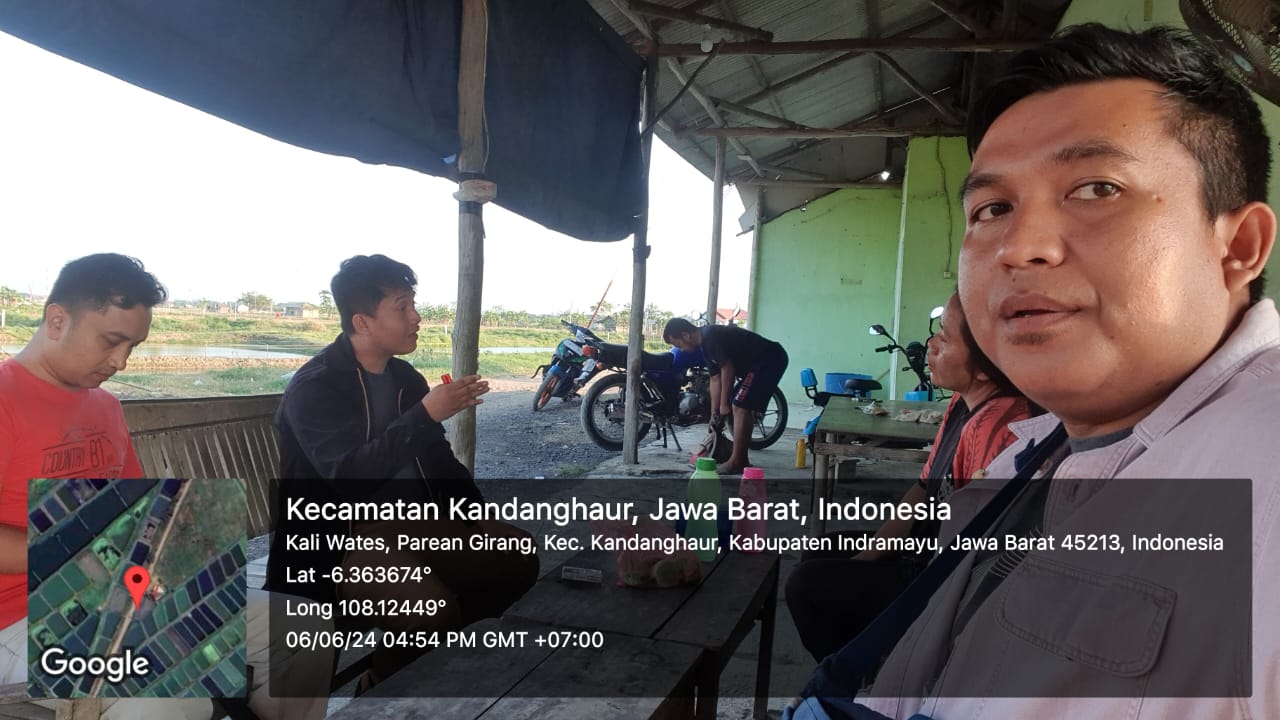 COUNTRY 81
Kecamatan Kandanghaur, Jawa Barat, Indonesia
Kali Wates, Parean Girang, Kec. Kandanghaur, Kabupaten Indramayu, Jawa Barat 45213, Indonesia
Lat -6.363674°
Long 108.12449°
06/06/24 04:54 PM GMT +07:00
Google